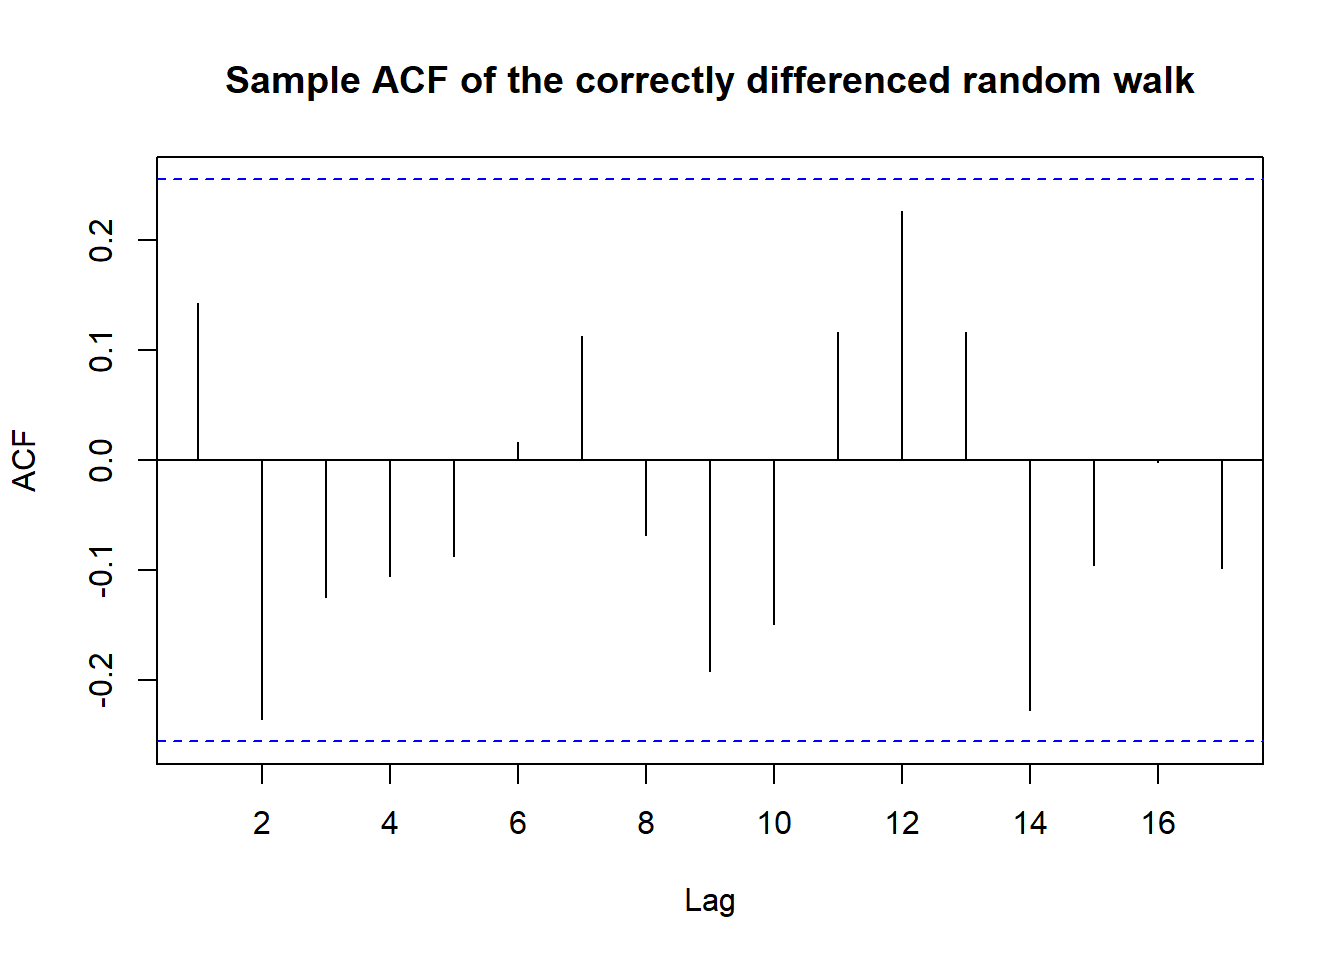 Sample ACF of the correctly differenced random walk
ACF
0.2
0.1
0.0
-0.1
-0.2
2 4 6 8 10 12 14 16
Lag